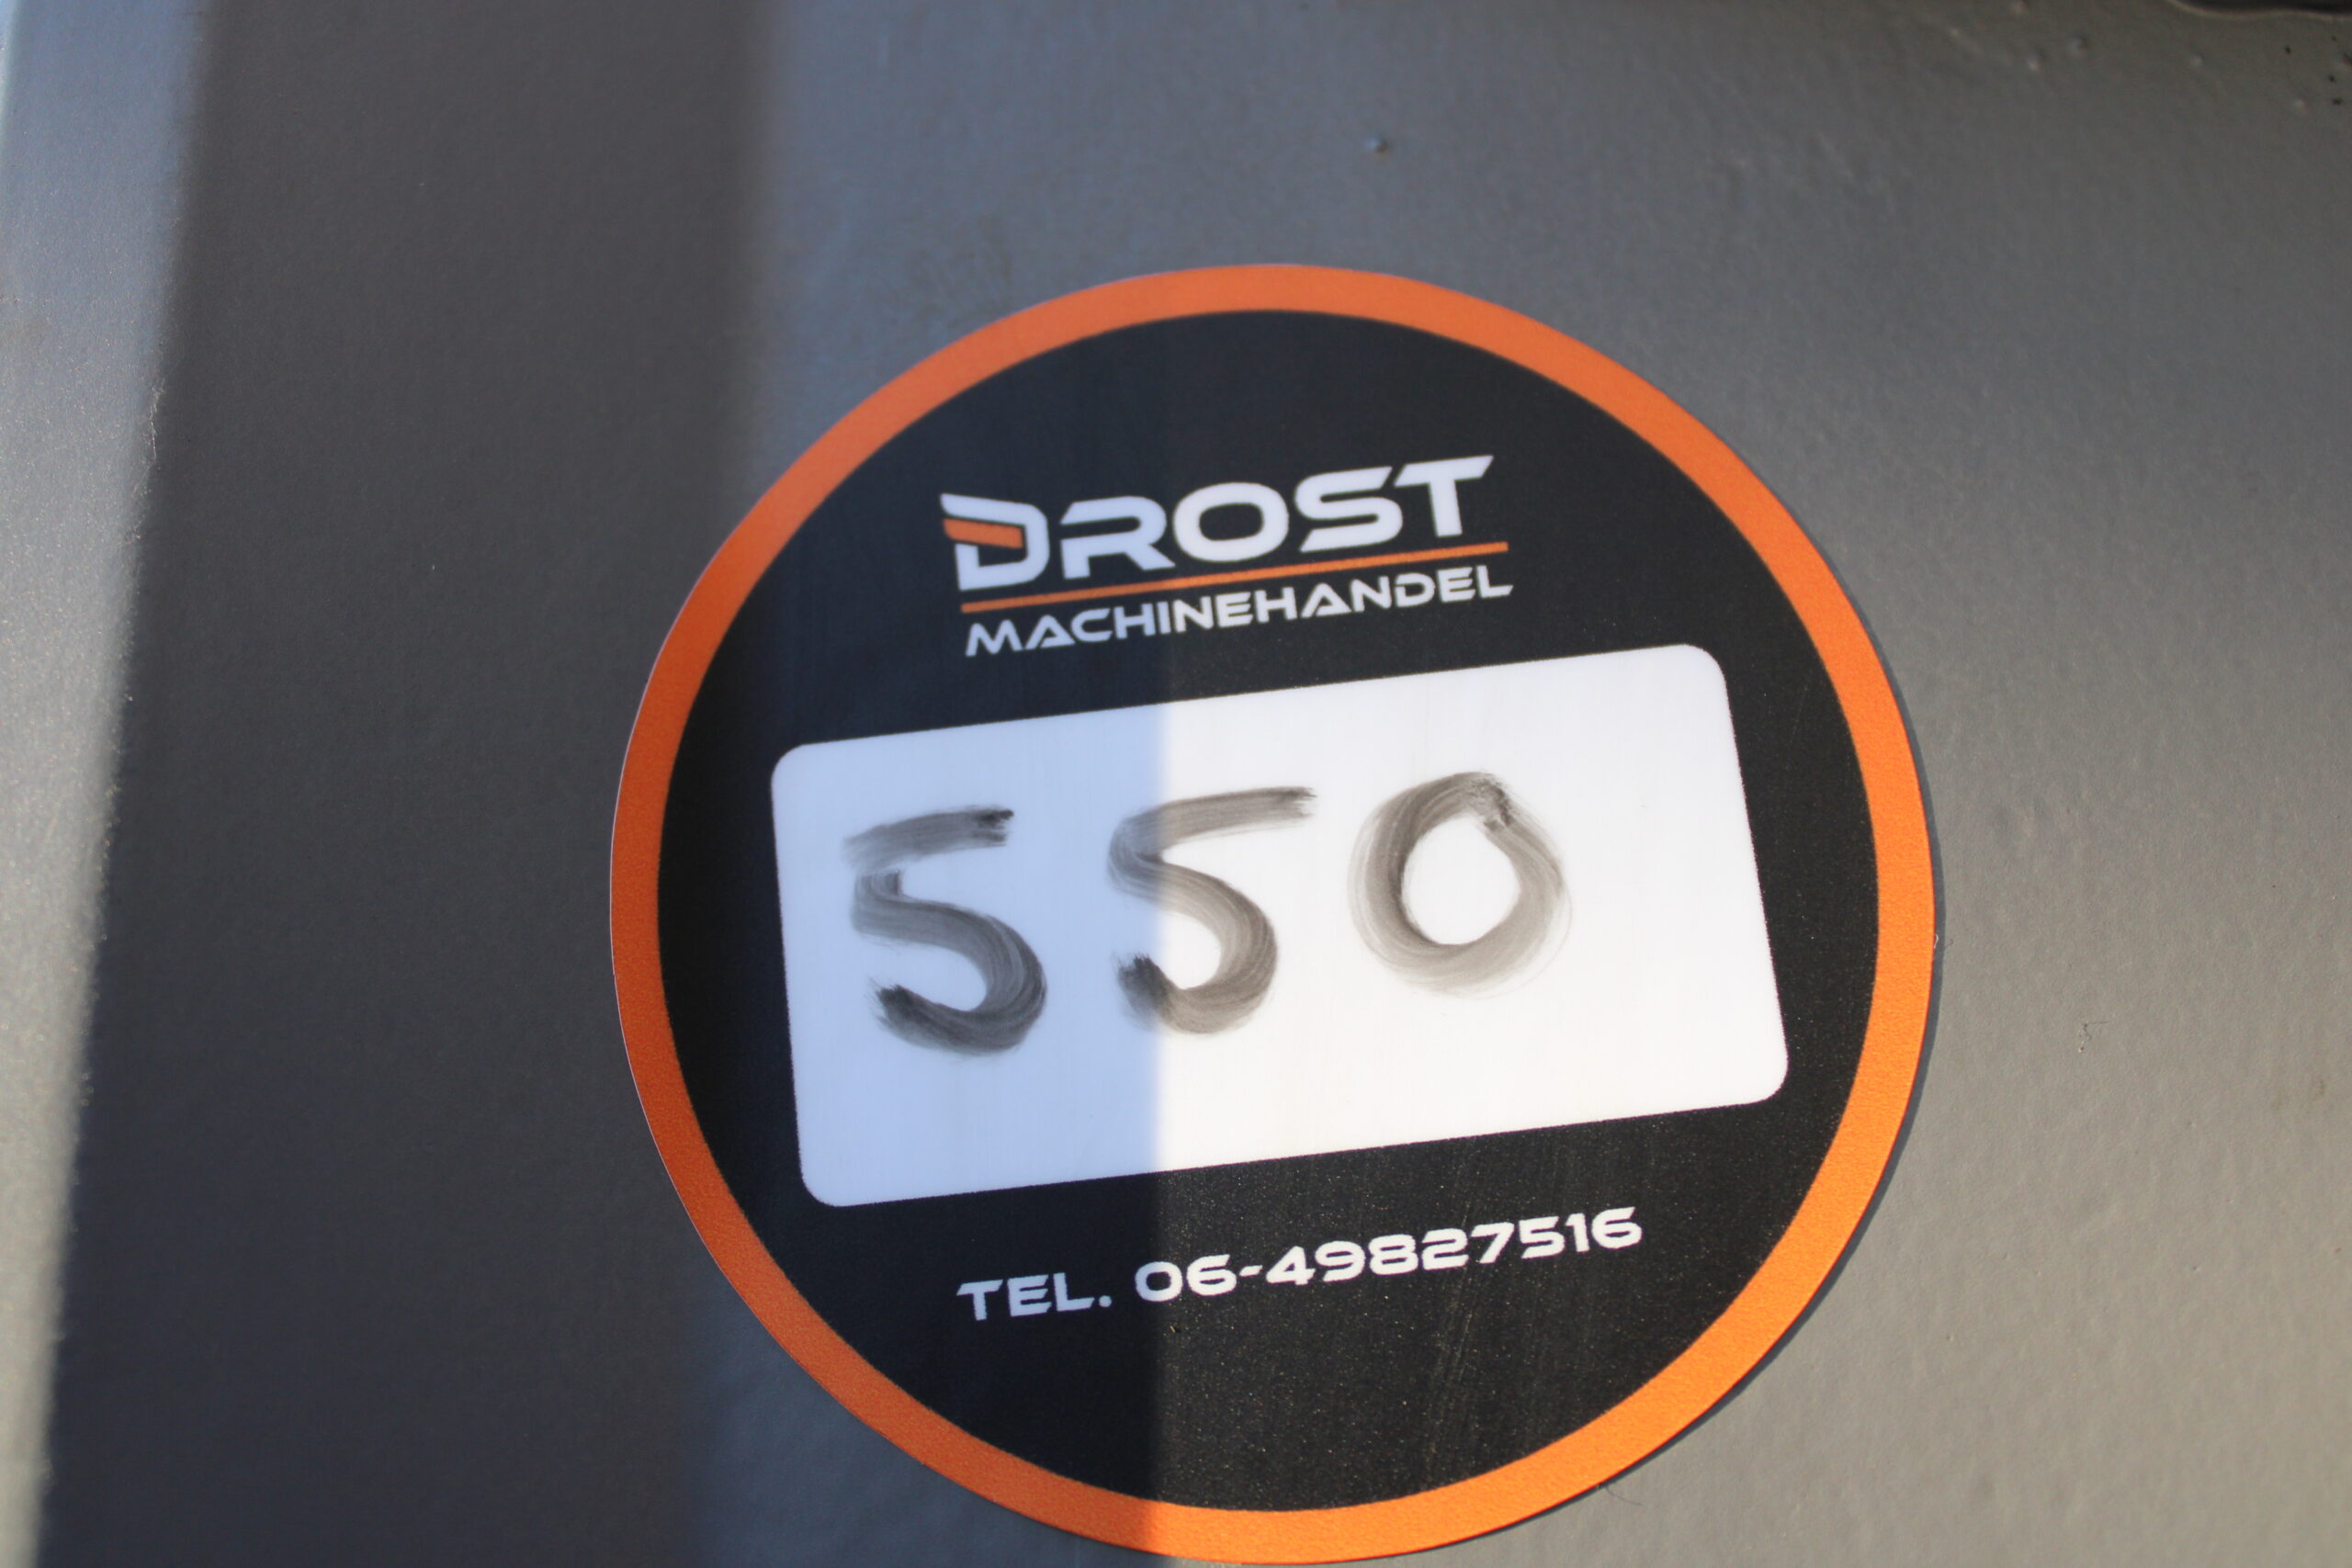 DROST
MACHINEHANDEL
550
TEL. 06-49827516